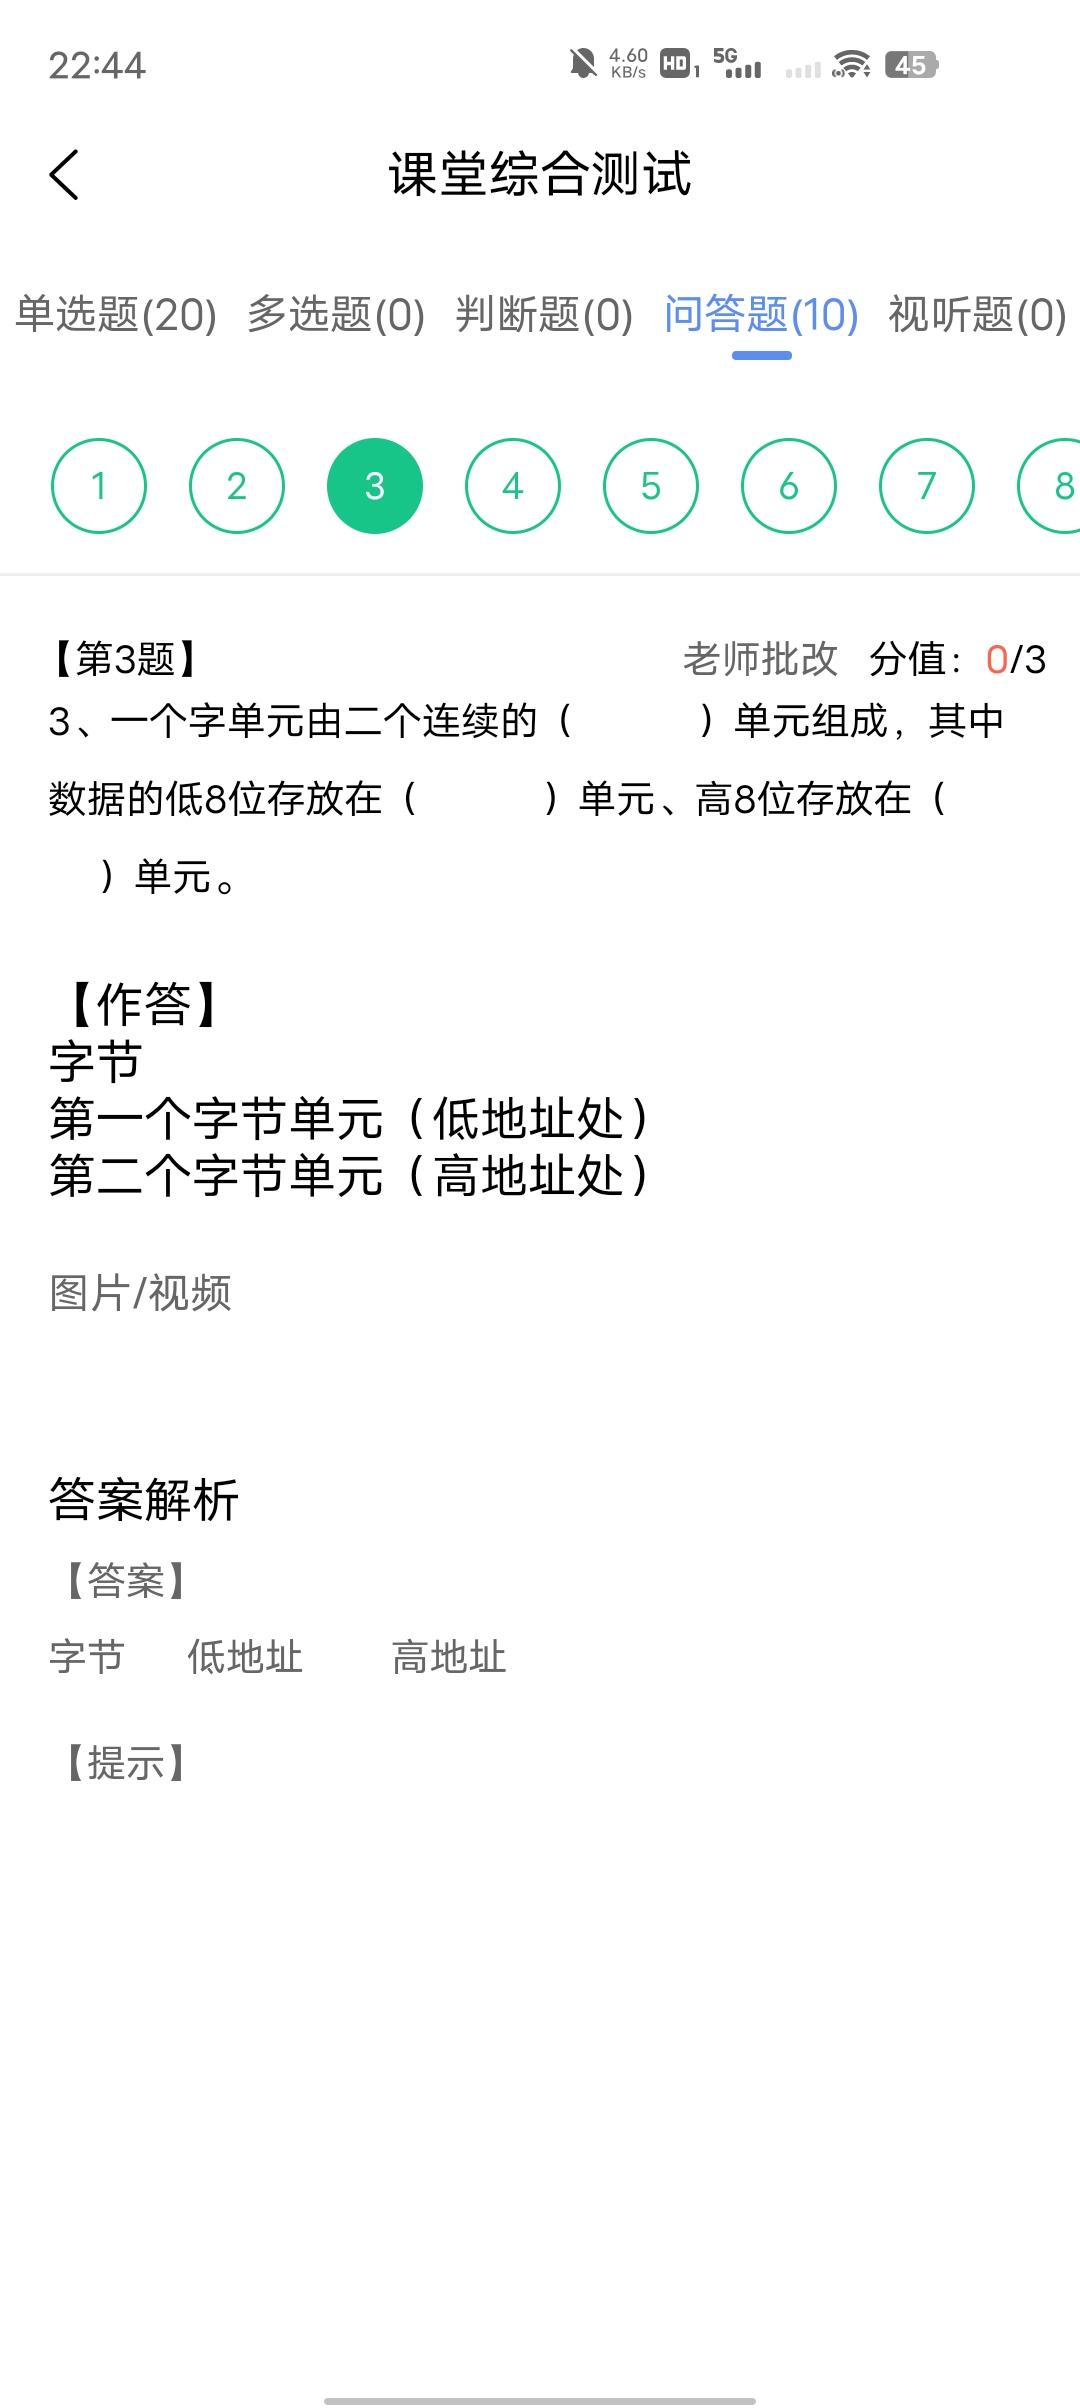 22:44
4.60 KB/s HD 1 5G 45
课堂综合测试
单选题(20) 多选题(0) 判断题(0) 问答题(10) 视听题(0)
1 2 3 4 5 6 7 8
【第3题】 老师批改 分值：0/3
3、一个字单元由二个连续的（ ）单元组成，其中
数据的低8位存放在（ ）单元、高8位存放在（
）单元。
【作答】
字节
第一个字节单元（低地址处）
第二个字节单元（高地址处）
图片/视频
答案解析
【答案】
字节 低地址 高地址
【提示】